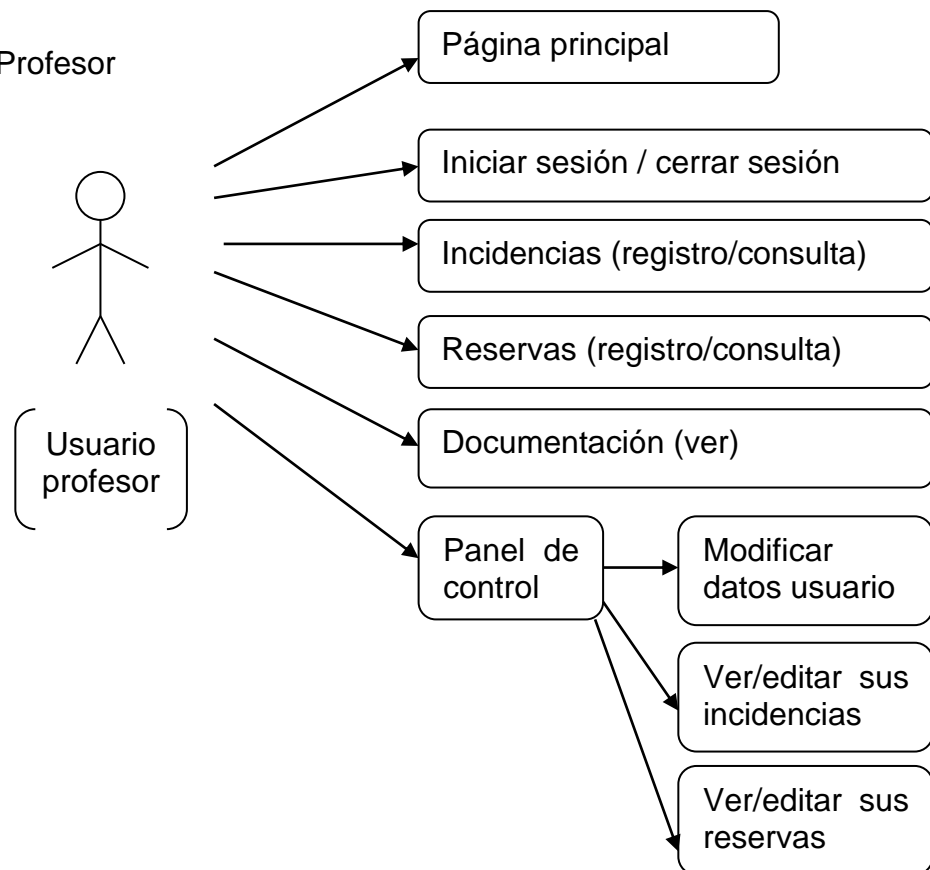 Profesor
Página principal
Iniciar sesión / cerrar sesión
Incidencias (registro/consulta)
Reservas (registro/consulta)
Documentación (ver)
Usuario
profesor
Panel de
control
Modificar
datos usuario
Ver/editar sus
incidencias
Ver/editar sus
reservas